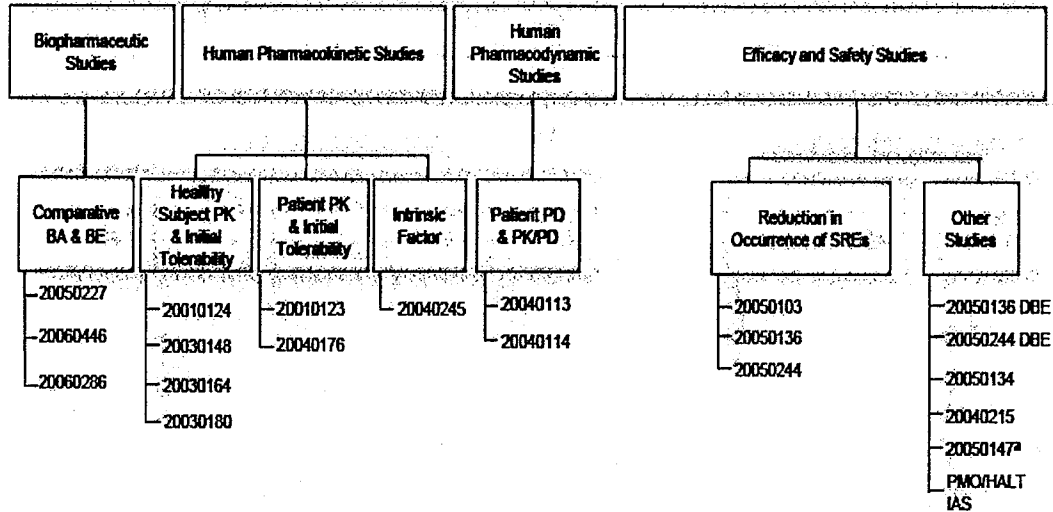 Biopharmaceutic
Studies
Human Pharmacokinetic Studies
Human
Pharmacodynamic
Studies
Efficacy and Safety Studies
Comparative
BA & BE
Healthy
Subject PK
& Initial
Tolerability
Patient PK
& Initial
Tolerability
Intrinsic
Factor
Patient PD
& PK/PD
Reduction in
Occurrence of SREs
Other
Studies
20050227
20060446
20060286
20010124
20030148
20030164
20030180
20010123
20040176
20040245
20040113
20040114
20050103
20050136
20050244
20050136 DBE
20050244 DBE
20050134
20040215
20050147ª
PMO/HALT
IAS